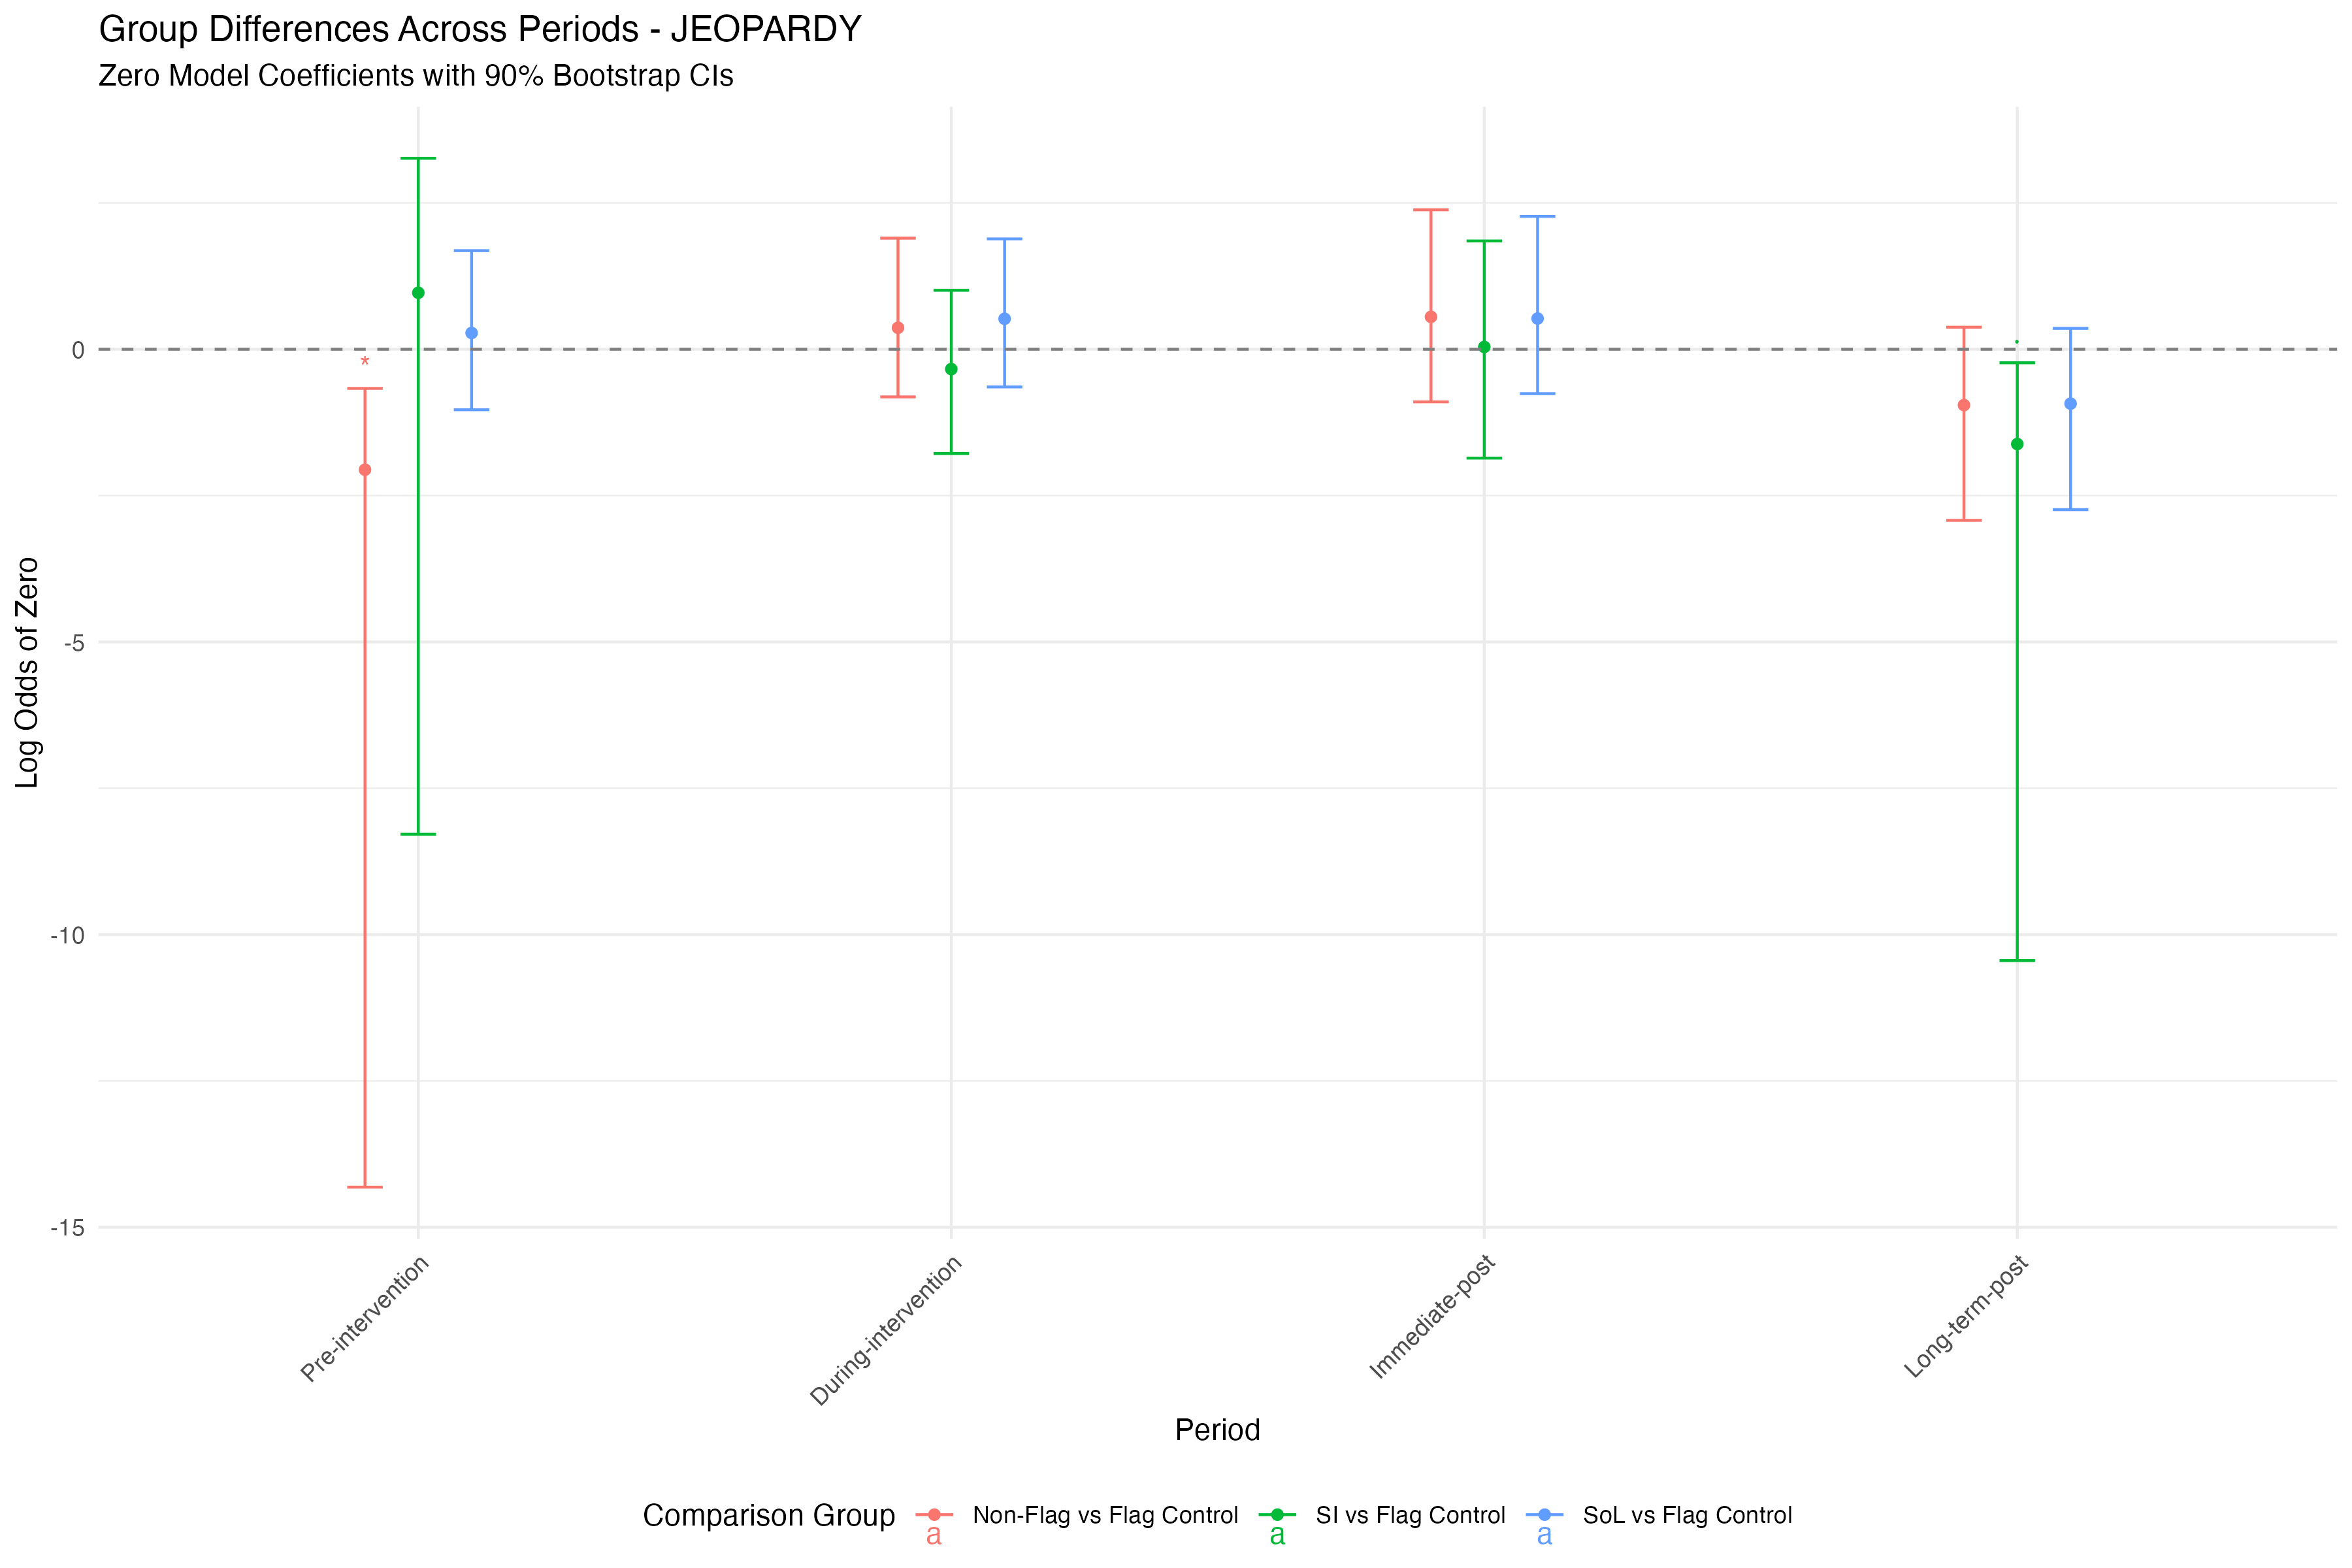 Group Differences Across Periods - JEOPARDY
Zero Model Coefficients with 90% Bootstrap CIs
Log Odds of Zero
0
-5
-10
-15
*
.
Pre-intervention
During-intervention
Immediate-post
Long-term-post
Period
Comparison Group
a Non-Flag vs Flag Control
a SI vs Flag Control
a SoL vs Flag Control